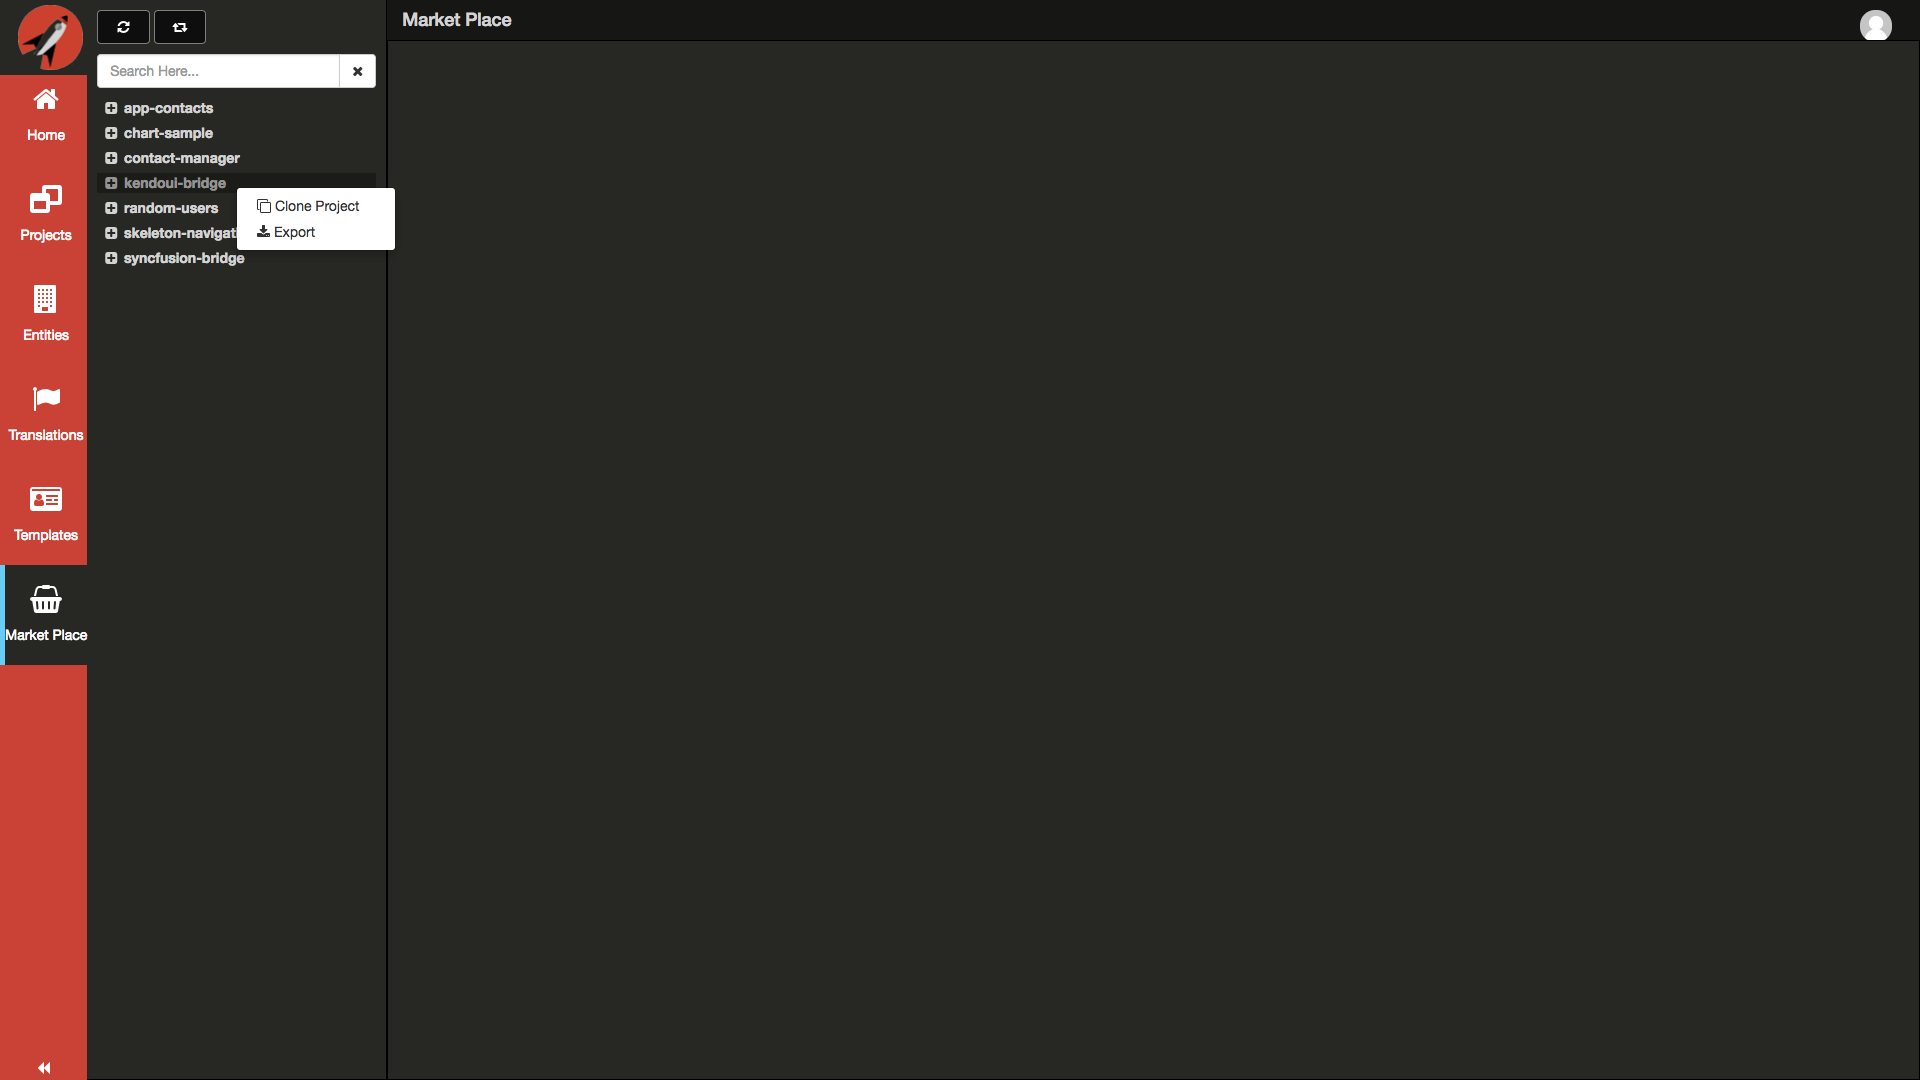 Market Place
Search Here...
app-contacts
chart-sample
contact-manager
kendoui-bridge
random-users
skeleton-navigat
syncfusion-bridge
Clone Project
Export
Home
Projects
Entities
Translations
Templates
Market Place